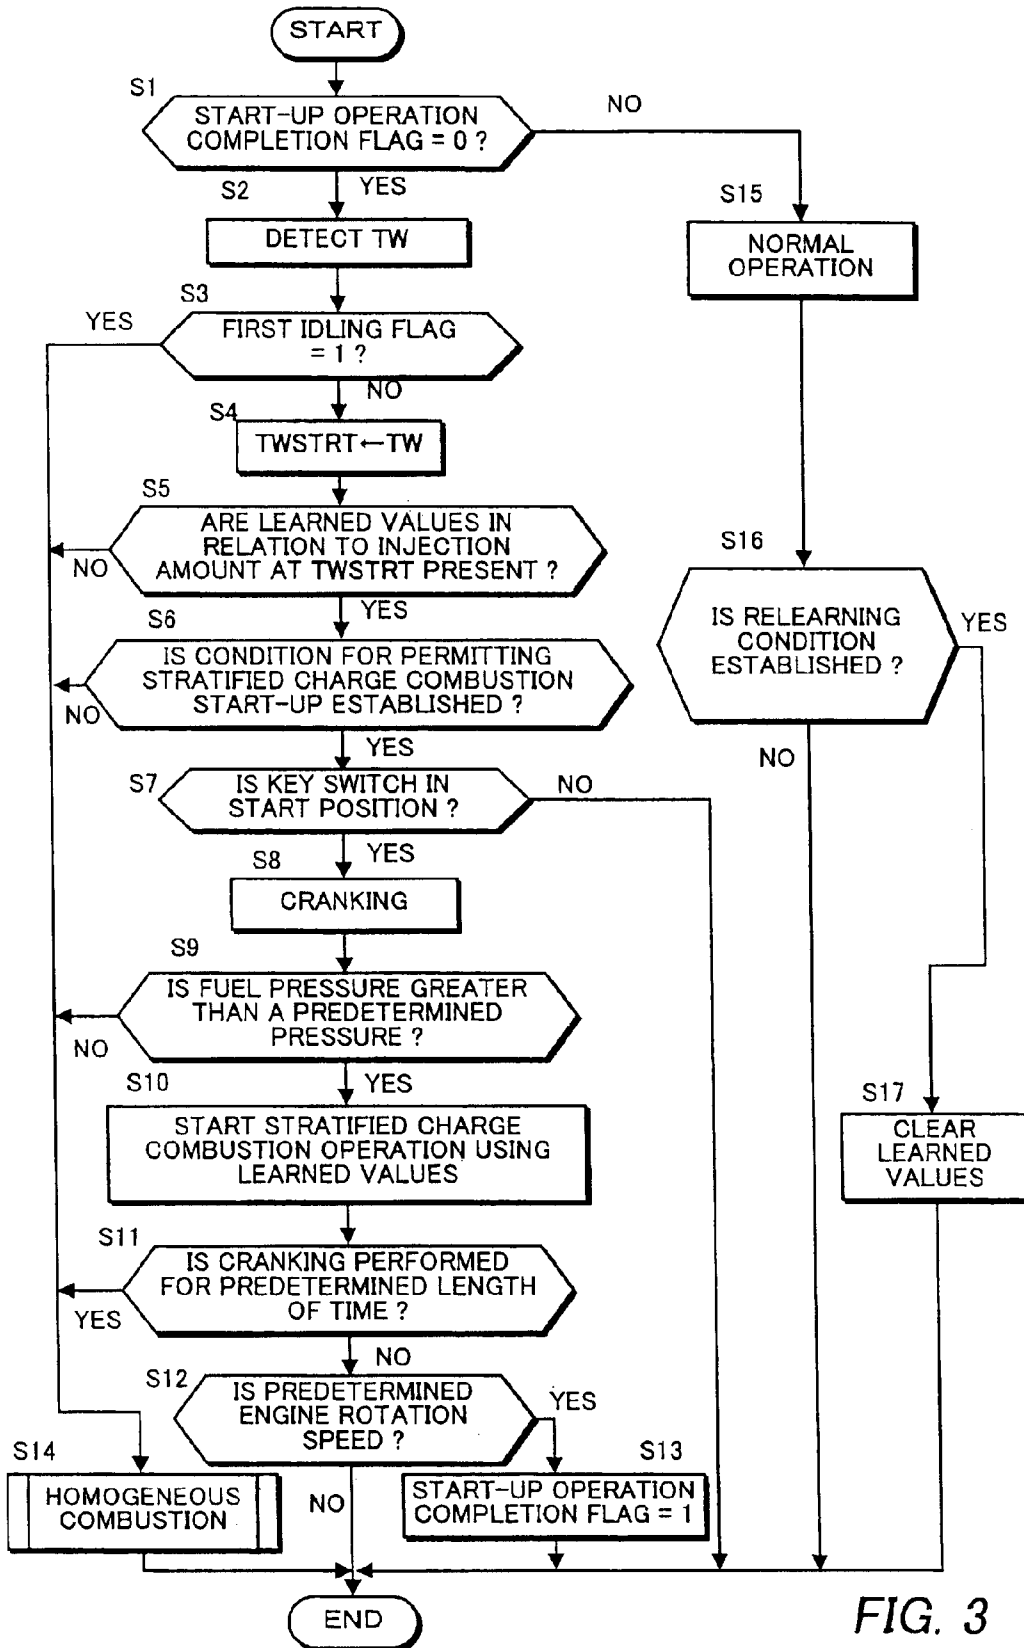 START
S1
START-UP OPERATION
COMPLETION FLAG = 0 ?
NO
YES
S2
DETECT TW
S15
NORMAL
OPERATION
S3
YES
FIRST IDLING FLAG
= 1 ?
NO
S4
TWSTRT←TW
S5
ARE LEARNED VALUES IN
RELATION TO INJECTION
AMOUNT AT TWSTRT PRESENT ?
NO
YES
S16
IS RELEARNING
CONDITION
ESTABLISHED ?
YES
NO
S6
IS CONDITION FOR PERMITTING
STRATIFIED CHARGE COMBUSTION
START-UP ESTABLISHED ?
NO
YES
S7
IS KEY SWITCH IN
START POSITION ?
NO
YES
S8
CRANKING
S9
IS FUEL PRESSURE GREATER
THAN A PREDETERMINED
PRESSURE ?
NO
YES
S10
START STRATIFIED CHARGE
COMBUSTION OPERATION USING
LEARNED VALUES
S17
CLEAR
LEARNED
VALUES
S11
IS CRANKING PERFORMED
FOR PREDETERMINED LENGTH
OF TIME ?
YES
NO
S12
IS PREDETERMINED
ENGINE ROTATION
SPEED ?
YES
NO
S13
START-UP OPERATION
COMPLETION FLAG = 1
S14
HOMOGENEOUS
COMBUSTION
END
FIG. 3